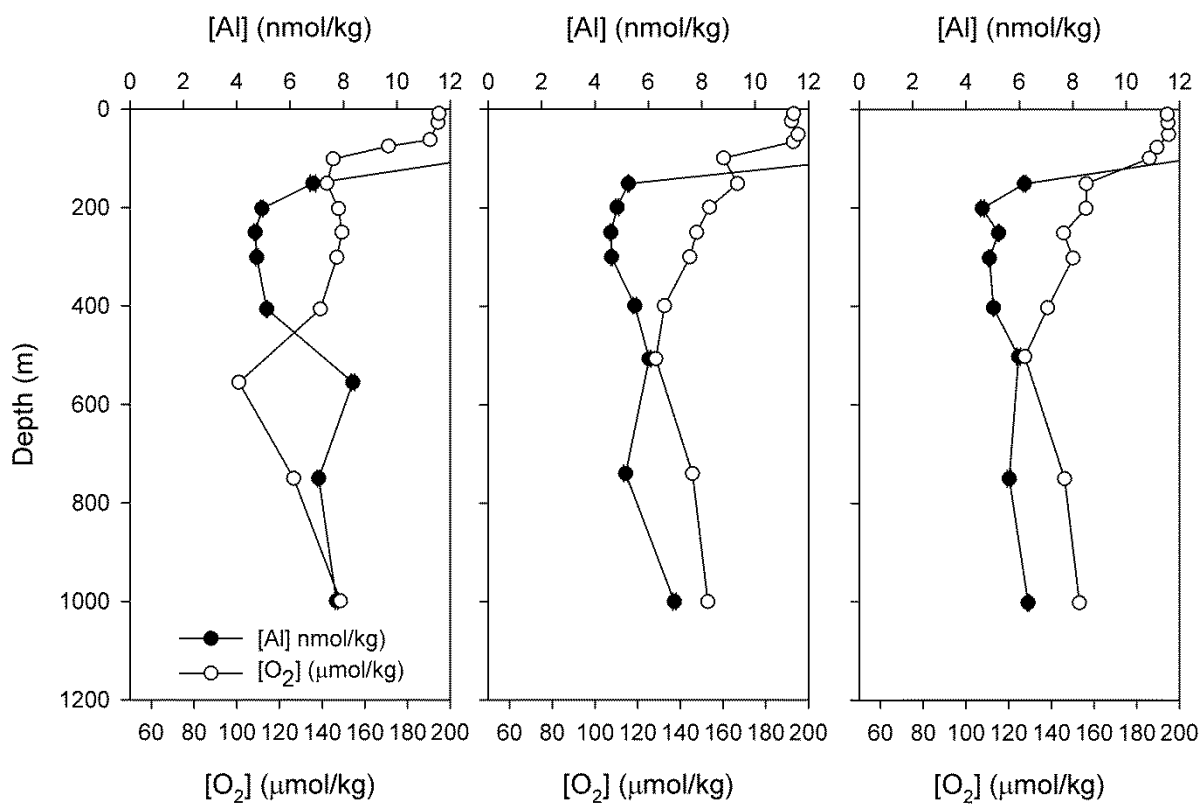 [Al] (nmol/kg) [Al] (nmol/kg) [Al] (nmol/kg)
0 2 4 6 8 10 12 0 2 4 6 8 10 12 0 2 4 6 8 10 12
0
200
400
600
800
1000
1200
Depth (m)
[Al] nmol/kg)
[O2] (μmol/kg)
60 80 100 120 140 160 180 200 60 80 100 120 140 160 180 200 60 80 100 120 140 160 180 200
[O2] (μmol/kg) [O2] (μmol/kg) [O2] (μmol/kg)